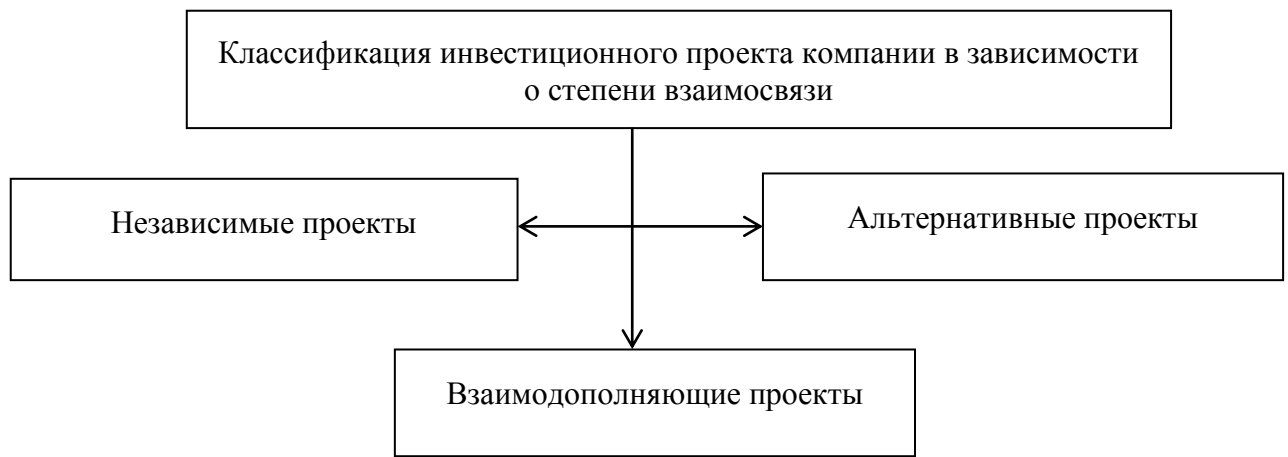 Классификация инвестиционного проекта компании в зависимости
о степени взаимосвязи
Независимые проекты
Альтернативные проекты
Взаимодополняющие проекты